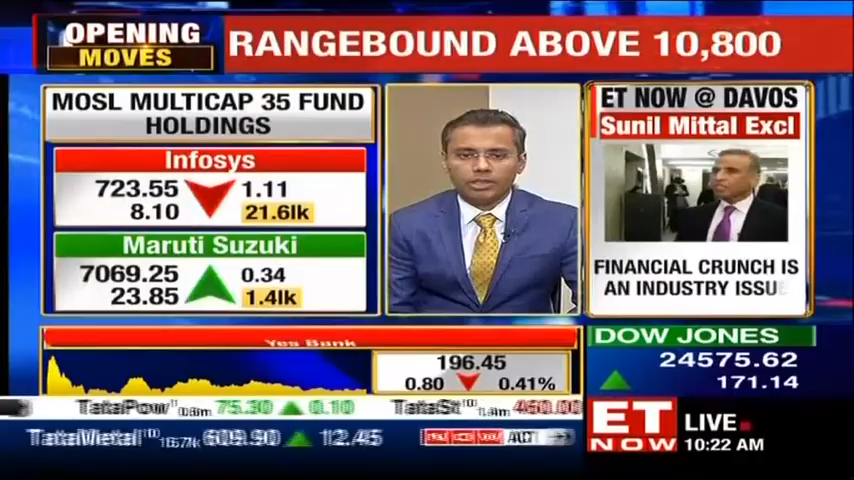 OPENING
MOVES
RANGEBOUND ABOVE 10,800
MOSL MULTICAP 35 FUND
HOLDINGS
Infosys
723.55 1.11
8.10 21.6lk
Maruti Suzuki
7069.25 0.34
23.85 1.4lk
ET NOW @ DAVOS
Sunil Mittal Excl
FINANCIAL CRUNCH IS
AN INDUSTRY ISSUE
Yes Bank
196.45
0.80 0.41%
DOW JONES
24575.62
171.14
TataPow 75.30 0.10 TataSt 460.00
TataMetal 609.90 12.45
ET
NOW
LIVE
10:22 AM